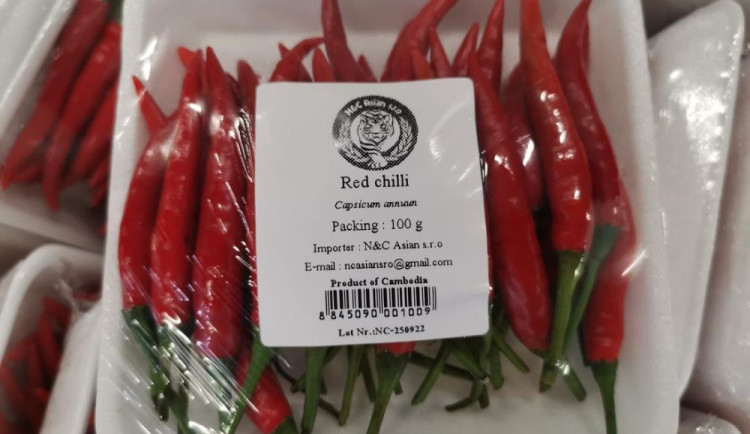 N&C Asian s.r.o
Red chilli
Capsicum annuun
Packing : 100 g
Importer : N&C Asian s.r.o
E-mail : ncasiansro@gmail.com
Product of Cambodia
8 845090 001009
Lot Nr.:NC-250922